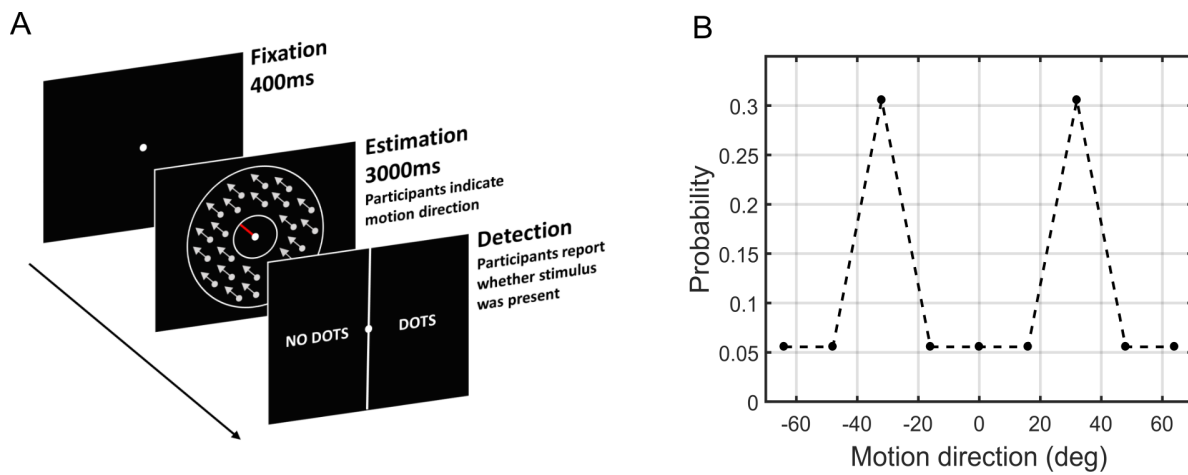 A
Fixation
400ms
Estimation
3000ms
Participants indicate
motion direction
Detection
Participants report
whether stimulus
was present
NO DOTS
DOTS
B
Probability
0.3
0.25
0.2
0.15
0.1
0.05
0
-60 -40 -20 0 20 40 60
Motion direction (deg)